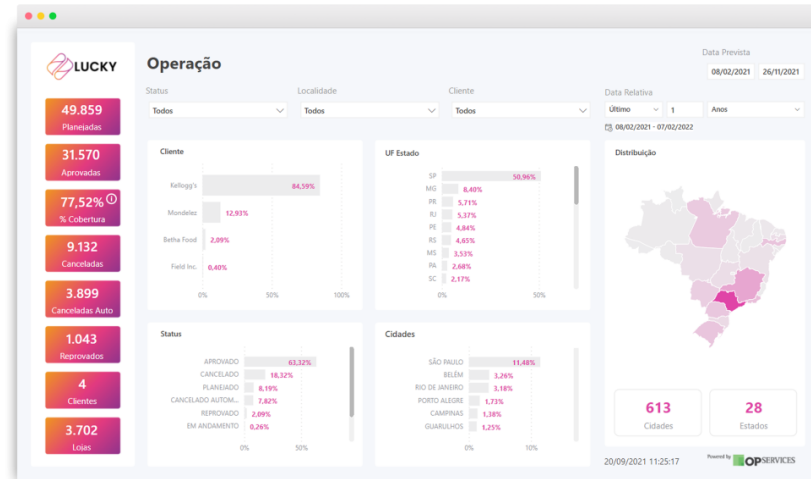 LUCKY
Operação
Data Prevista
08/02/2021 26/11/2021
Status
Todos
Localidade
Todos
Cliente
Todos
Data Relativa
Último 1 Anos
08/02/2021 - 07/02/2022
49.859
Planejadas
31.570
Aprovadas
77,52%
% Cobertura
9.132
Canceladas
3.899
Canceladas Auto
1.043
Reprovados
4
Clientes
3.702
Lojas
Cliente
Kellogg's 84,59%
Mondelez 12,93%
Betha Food 2,09%
Field Inc. 0,40%
0% 50% 100%
UF Estado
SP 50,96%
MG 8,40%
PR 5,71%
RJ 5,37%
PE 4,84%
RS 4,65%
MS 3,53%
PA 2,68%
SC 2,17%
0% 50%
Distribuição
Status
APROVADO 63,32%
CANCELADO 18,32%
PLANEJADO 8,19%
CANCELADO AUTOM... 7,82%
REPROVADO 2,09%
EM ANDAMENTO 0,26%
0% 50%
Cidades
SÃO PAULO 11,48%
BELÉM 3,26%
RIO DE JANEIRO 3,18%
PORTO ALEGRE 1,73%
CAMPINAS 1,38%
GUARULHOS 1,25%
0% 10%
613
Cidades
28
Estados
20/09/2021 11:25:17
Powered by OPSERVICES